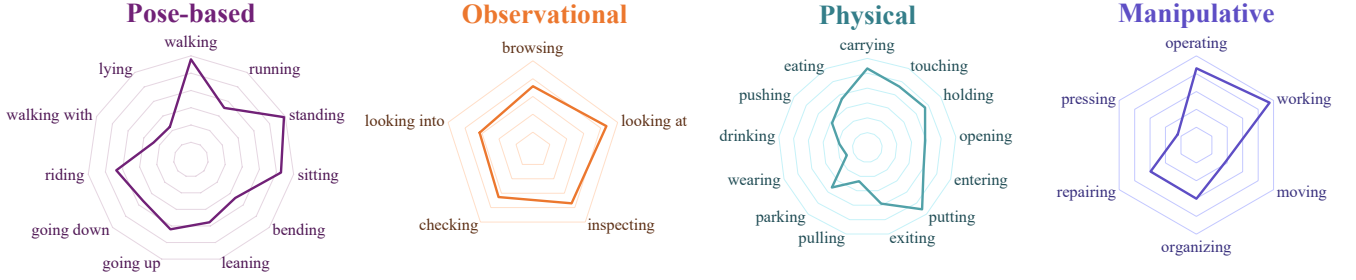 Pose-based
walking
running
standing
sitting
bending
leaning
going up
going down
riding
walking with
lying
Observational
browsing
looking at
inspecting
checking
looking into
Physical
carrying
touching
holding
opening
entering
putting
exiting
pulling
parking
wearing
drinking
pushing
eating
Manipulative
operating
working
moving
organizing
repairing
pressing